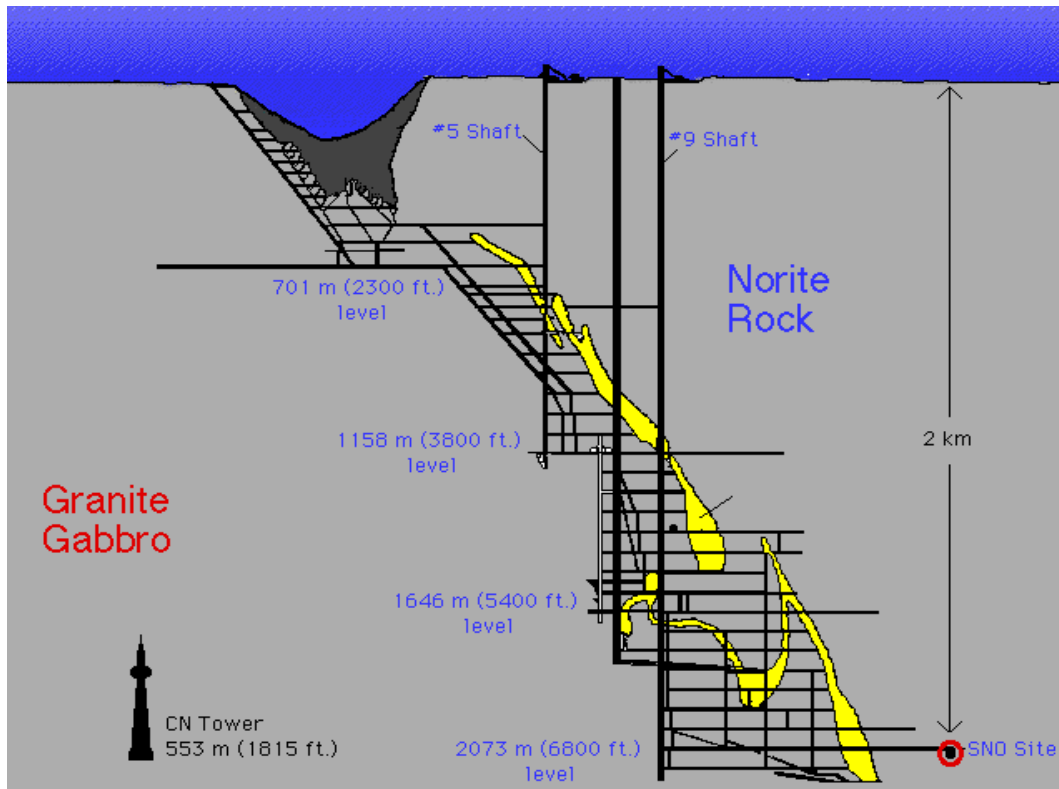 #5 Shaft
#9 Shaft
701 m (2300 ft.)
level
Norite
Rock
1158 m (3800 ft.)
level
2 km
Granite
Gabbro
1646 m (5400 ft.)
level
CN Tower
553 m (1815 ft.)
2073 m (6800 ft.)
level
SNO Site